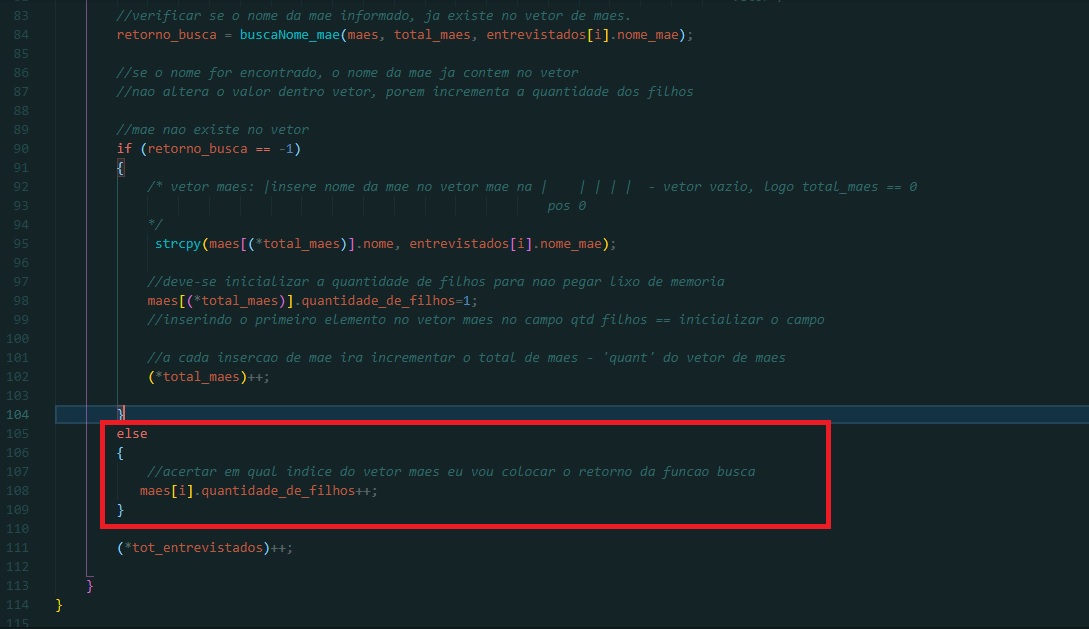 83 //verificar se o nome da mae informado, ja existe no vetor de maes.
84 retorno_busca = buscaNome_mae(maes, total_maes, entrevistados[i].nome_mae);
85
86 //se o nome for encontrado, o nome da mae ja contem no vetor
87 //nao altera o valor dentro vetor, porem incrementa a quantidade dos filhos
88
89 //mae nao existe no vetor
90 if (retorno_busca == -1)
91 {
92 /* vetor maes: |insere nome da mae no vetor mae na |    | | | |  - vetor vazio, logo total_maes == 0
93 pos 0
94 */
95 strcpy(maes[(*total_maes)].nome, entrevistados[i].nome_mae);
96
97 //deve-se inicializar a quantidade de filhos para nao pegar lixo de memoria
98 maes[(*total_maes)].quantidade_de_filhos=1;
99 //inserindo o primeiro elemento no vetor maes no campo qtd filhos == inicializar o campo
100
101 //a cada insercao de mae ira incrementar o total de maes - 'quant' do vetor de maes
102 (*total_maes)++;
103
104 }
105 else
106 {
107 //acertar em qual indice do vetor maes eu vou colocar o retorno da funcao busca
108 maes[i].quantidade_de_filhos++;
109 }
110
111 (*tot_entrevistados)++;
112
113 }
114 }
115